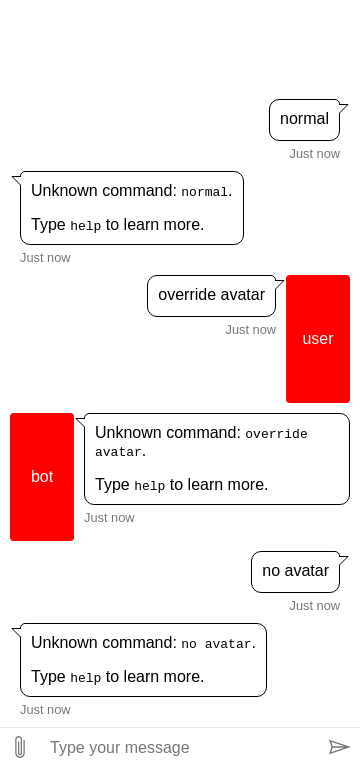 normal
Just now
Unknown command: normal.
Type help to learn more.
Just now
override avatar
user
Just now
Unknown command: override
avatar.
bot
Type help to learn more.
Just now
no avatar
Just now
Unknown command: no avatar.
Type help to learn more.
Just now
Type your message